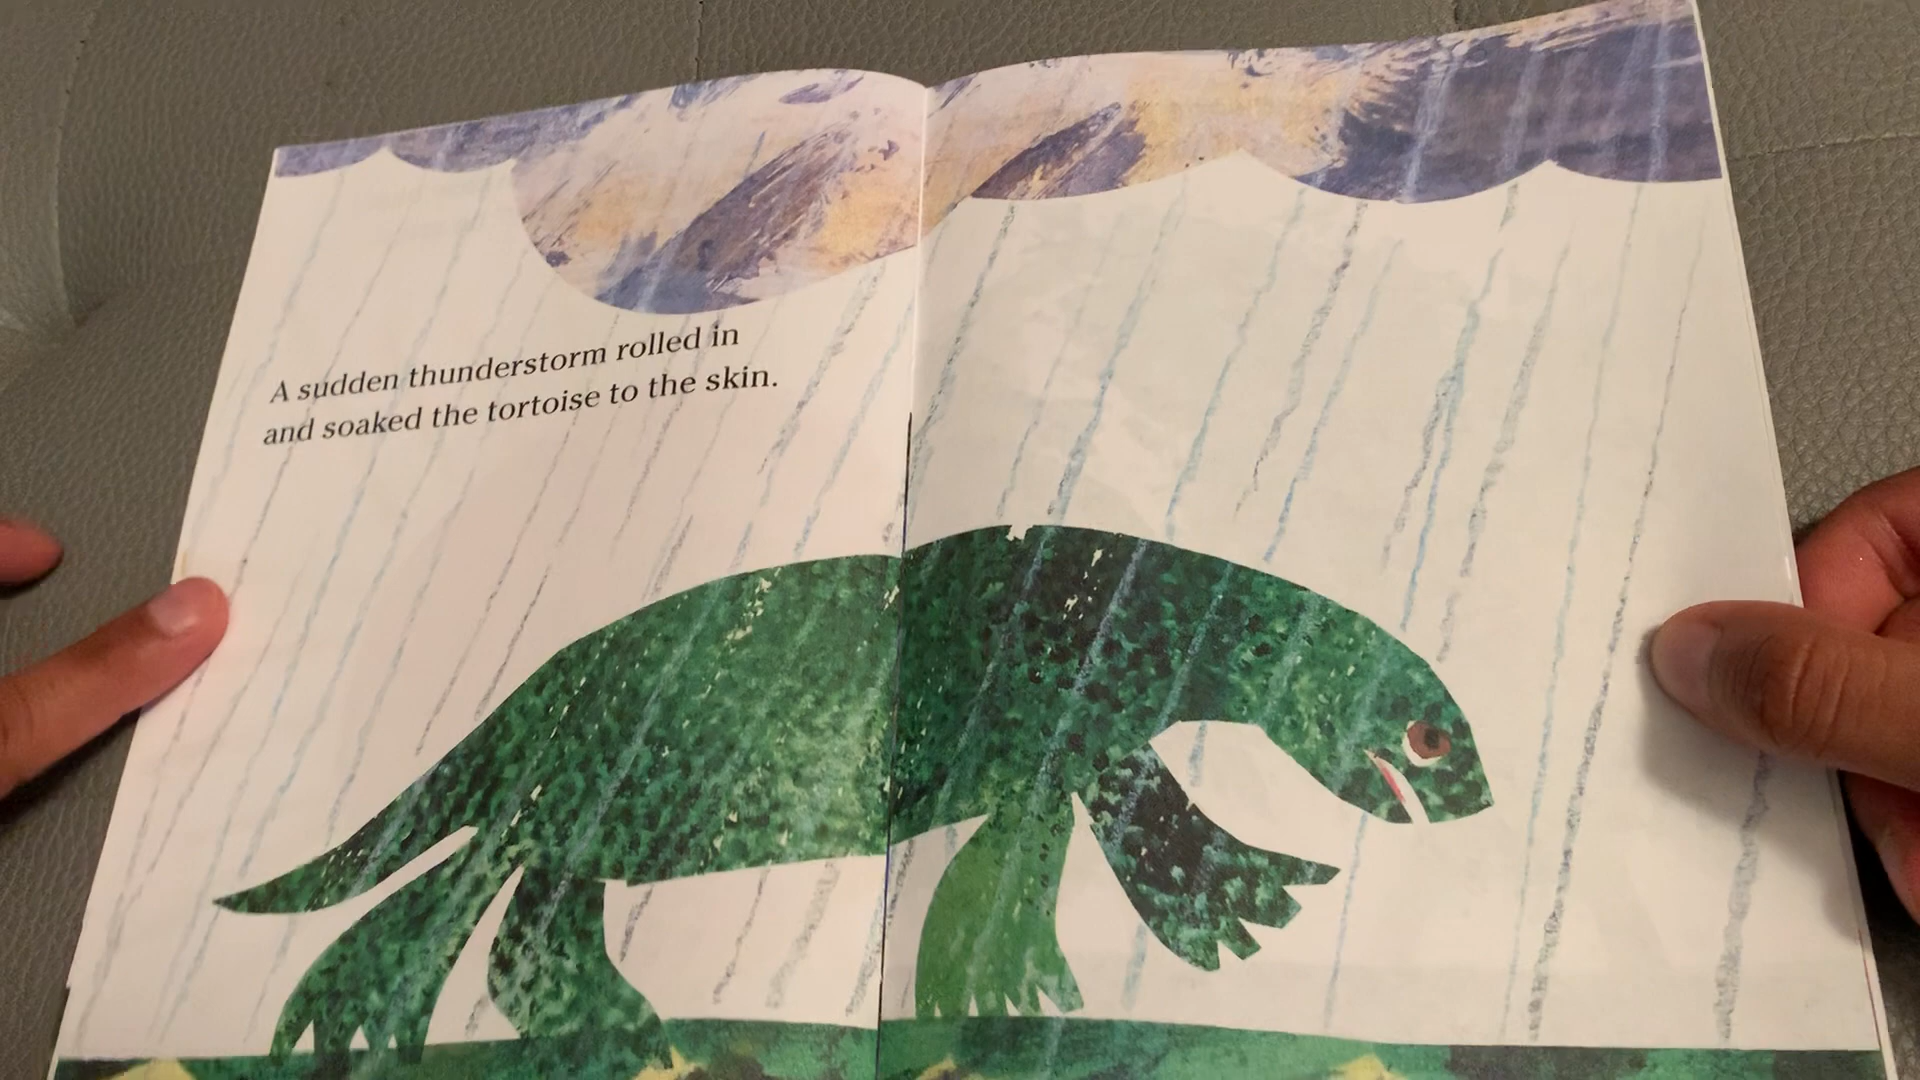 A sudden thunderstorm rolled in
and soaked the tortoise to the skin.